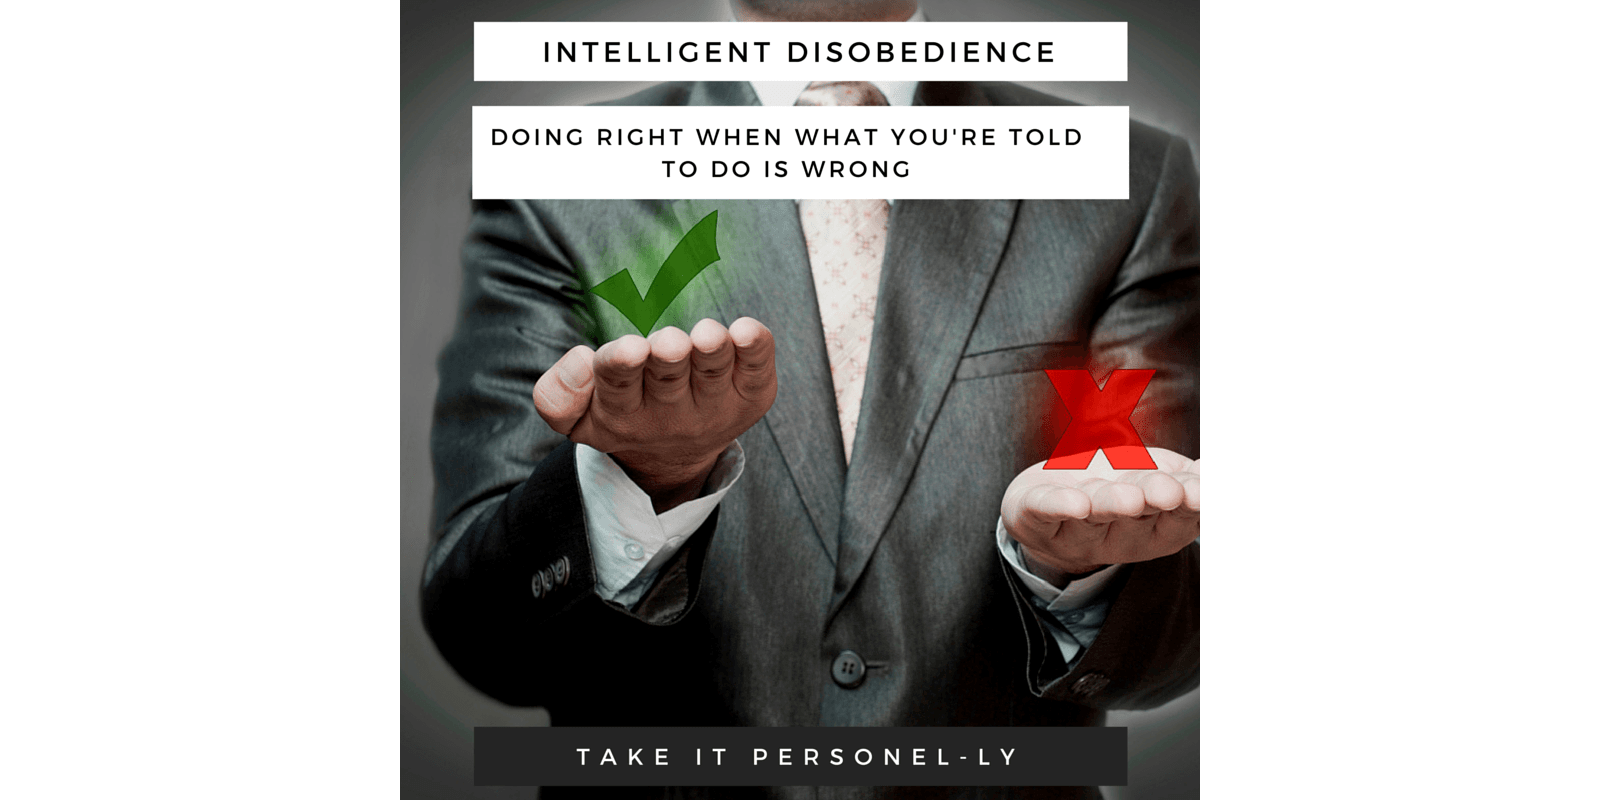 INTELLIGENT DISOBEDIENCE
DOING RIGHT WHEN WHAT YOU'RE TOLD
TO DO IS WRONG
TAKE IT PERSONEL-LY